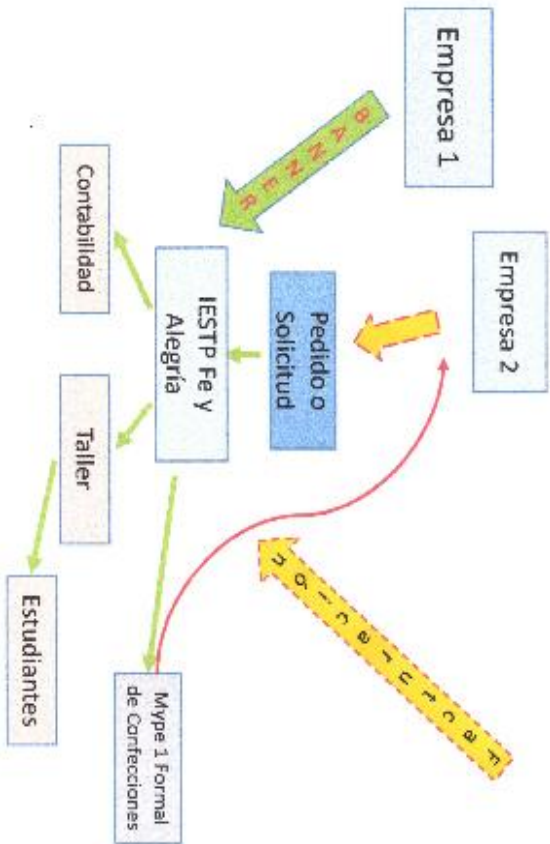 Empresa 1
Empresa 2
BANNER
Pedido o
Solicitud
IESTP Fe y
Alegría
Facturación
Contabilidad
Taller
Mype 1 Formal
de Confecciones
Estudiantes